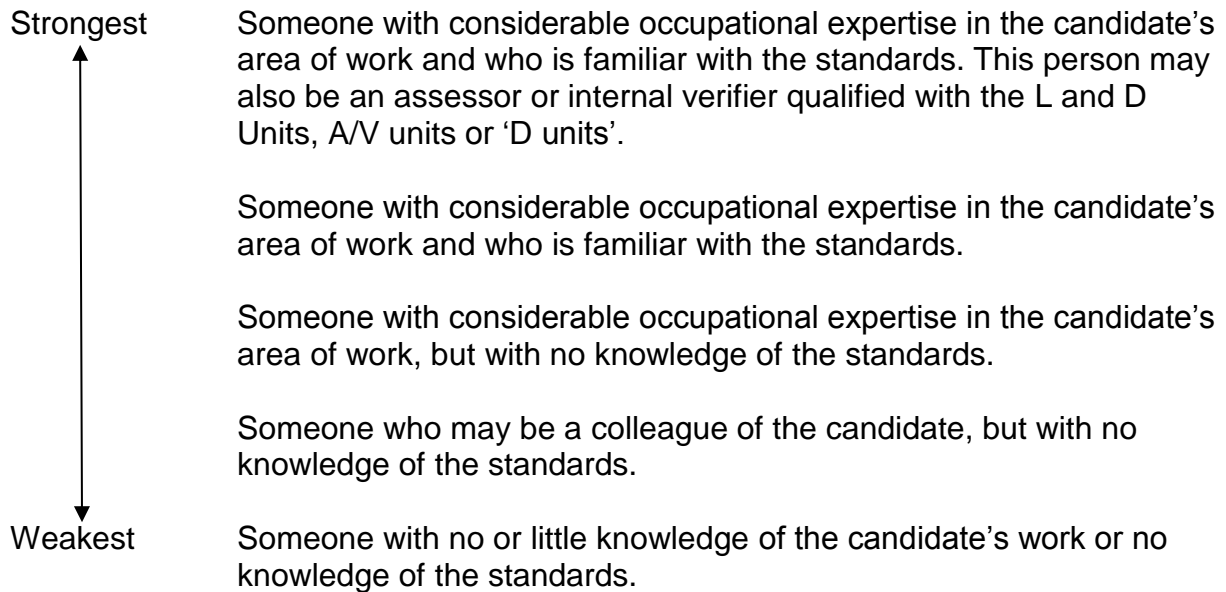 Strongest Someone with considerable occupational expertise in the candidate’s
area of work and who is familiar with the standards. This person may
also be an assessor or internal verifier qualified with the L and D
Units, A/V units or ‘D units’.
Someone with considerable occupational expertise in the candidate’s
area of work and who is familiar with the standards.
Someone with considerable occupational expertise in the candidate’s
area of work, but with no knowledge of the standards.
Someone who may be a colleague of the candidate, but with no
knowledge of the standards.
Weakest Someone with no or little knowledge of the candidate’s work or no
knowledge of the standards.